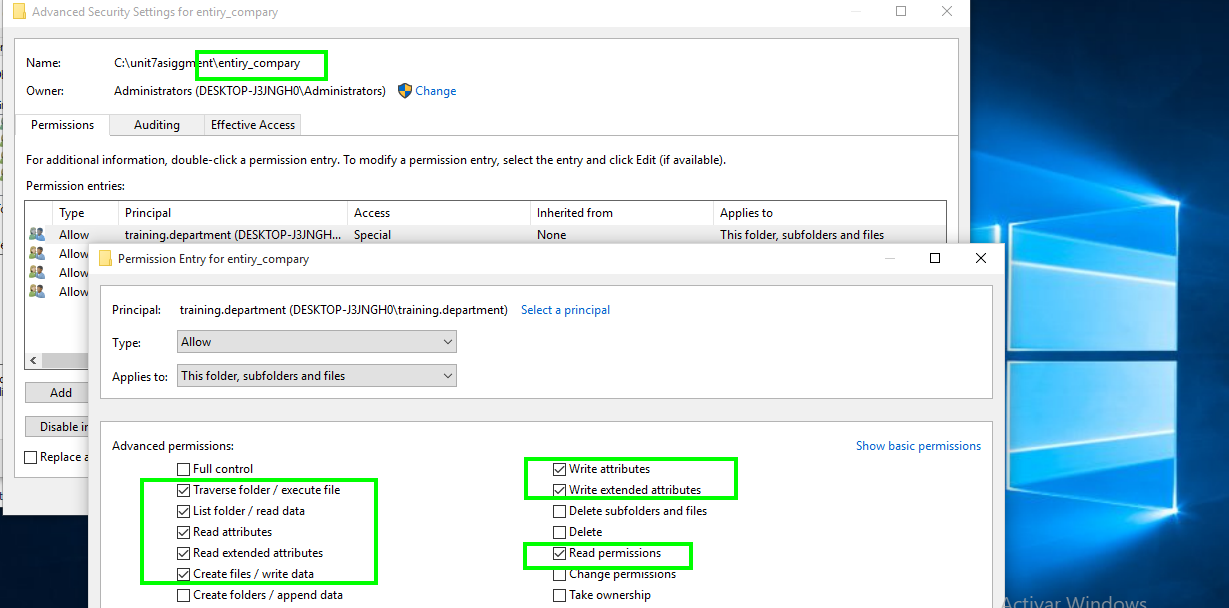 Advanced Security Settings for entiry_compary
Name: C:\unit7asiggment\entiry_compary
Owner: Administrators (DESKTOP-J3JNGH0\Administrators) Change
Permissions Auditing Effective Access
For additional information, double-click a permission entry. To modify a permission entry, select the entry and click Edit (if available).
Permission entries:
Type Principal Access Inherited from Applies to
Allow training.department (DESKTOP-J3JNGH... Special None This folder, subfolders and files
Allow
Allow
Allow
Permission Entry for entiry_compary
Principal: training.department (DESKTOP-J3JNGH0\training.department) Select a principal
Type: Allow
Applies to: This folder, subfolders and files
Add
Disable in
Replace a
Advanced permissions: Show basic permissions
Full control
Traverse folder / execute file
List folder / read data
Read attributes
Read extended attributes
Create files / write data
Create folders / append data
Write attributes
Write extended attributes
Delete subfolders and files
Delete
Read permissions
Change permissions
Take ownership
Activar Windows